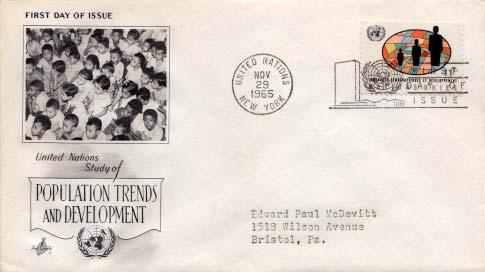 FIRST DAY OF ISSUE
United Nations
Study of
POPULATION TRENDS
AND DEVELOPMENT
UNITED NATIONS
NOV
29
1965
NEW YORK
11c
ISSUE
Edward Paul McDevitt
1518 Wilson Avenue
Bristol, Pa.